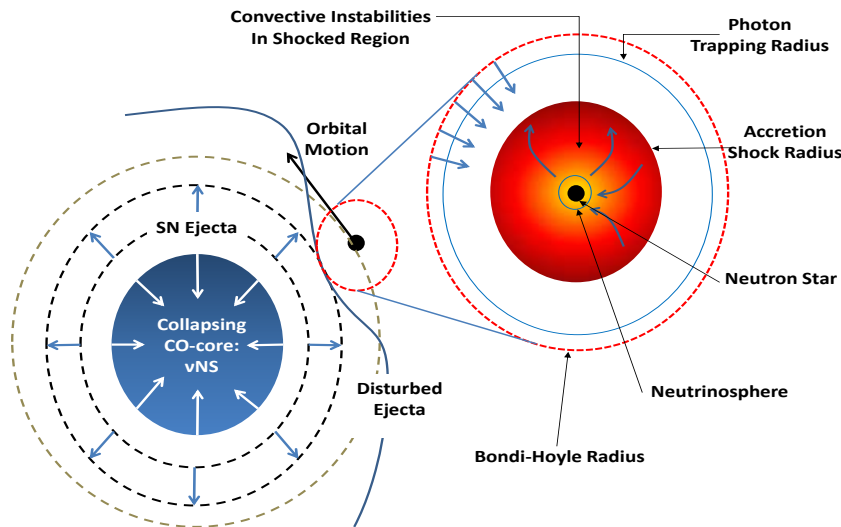 Convective Instabilities
In Shocked Region
Photon
Trapping Radius
Orbital
Motion
Accretion
Shock Radius
SN Ejecta
Neutron Star
Collapsing
CO-core:
νNS
Disturbed
Ejecta
Neutrinosphere
Bondi-Hoyle Radius